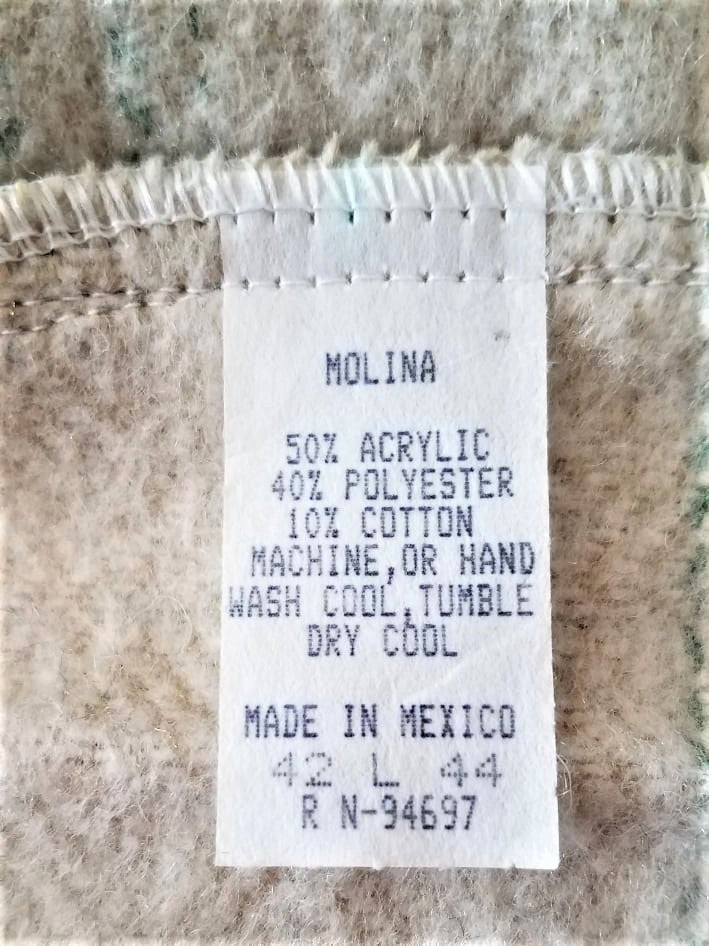 MOLINA
50% ACRYLIC
40% POLYESTER
10% COTTON
MACHINE,OR HAND
WASH COOL,TUMBLE
DRY COOL
MADE IN MEXICO
42 L 44
R N-94697